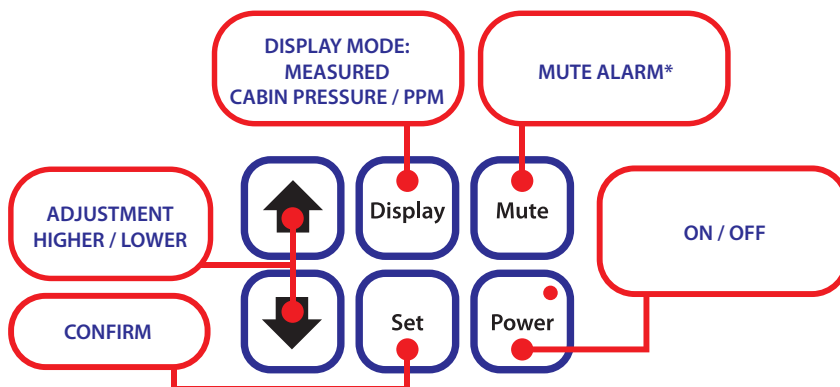 DISPLAY MODE:
MEASURED
CABIN PRESSURE / PPM
MUTE ALARM*
ADJUSTMENT
HIGHER / LOWER
Display
Mute
ON / OFF
CONFIRM
Set
Power